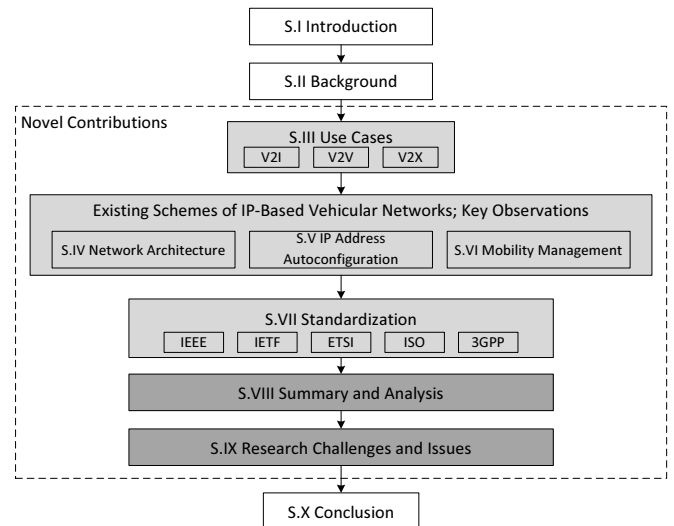 S.I Introduction
S.II Background
Novel Contributions
S.III Use Cases
V2I V2V V2X
Existing Schemes of IP-Based Vehicular Networks; Key Observations
S.IV Network Architecture
S.V IP Address
Autoconfiguration
S.VI Mobility Management
S.VII Standardization
IEEE IETF ETSI ISO 3GPP
S.VIII Summary and Analysis
S.IX Research Challenges and Issues
S.X Conclusion